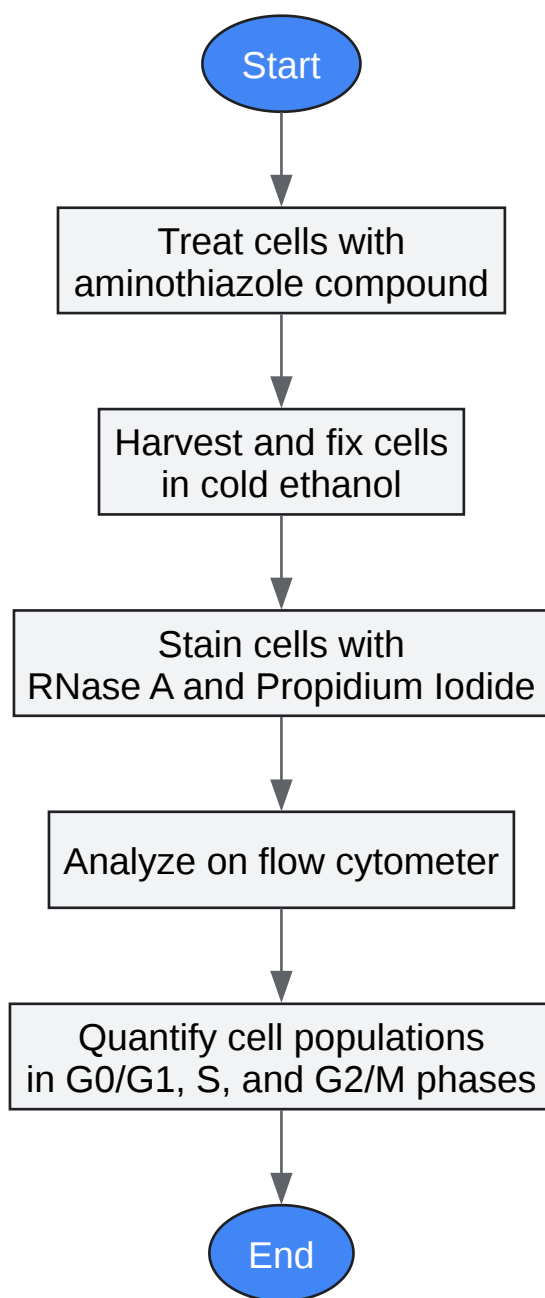 Start
Treat cells with
aminothiazole compound
Harvest and fix cells
in cold ethanol
Stain cells with
RNase A and Propidium Iodide
Analyze on flow cytometer
Quantify cell populations
in G0/G1, S, and G2/M phases
End